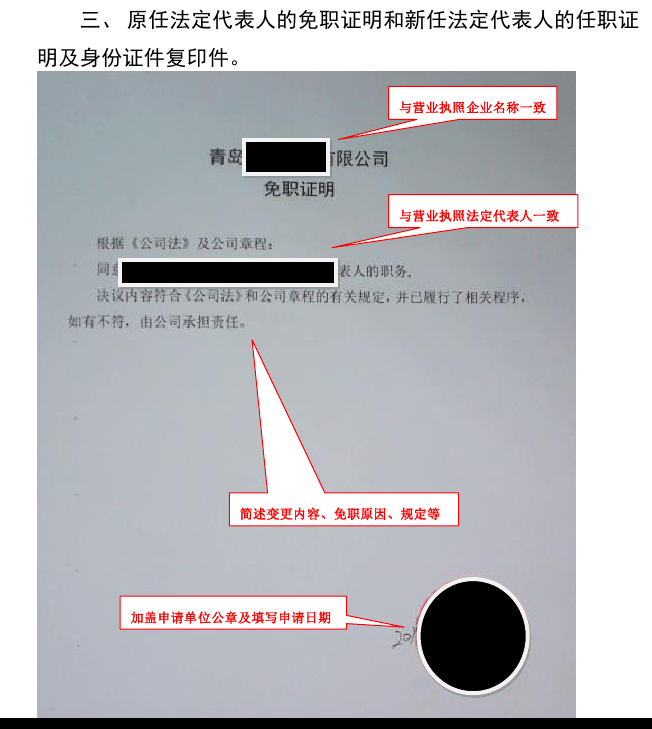 三、原任法定代表人的免职证明和新任法定代表人的任职证
明及身份证件复印件。
与营业执照企业名称一致
青岛 有限公司
免职证明
与营业执照法定代表人一致
根据《公司法》及公司章程：
同意 表人的职务。
决议内容符合《公司法》和公司章程的有关规定，并已履行了相关程序，
如有不符，由公司承担责任。
简述变更内容、免职原因、规定等
加盖申请单位公章及填写申请日期
201